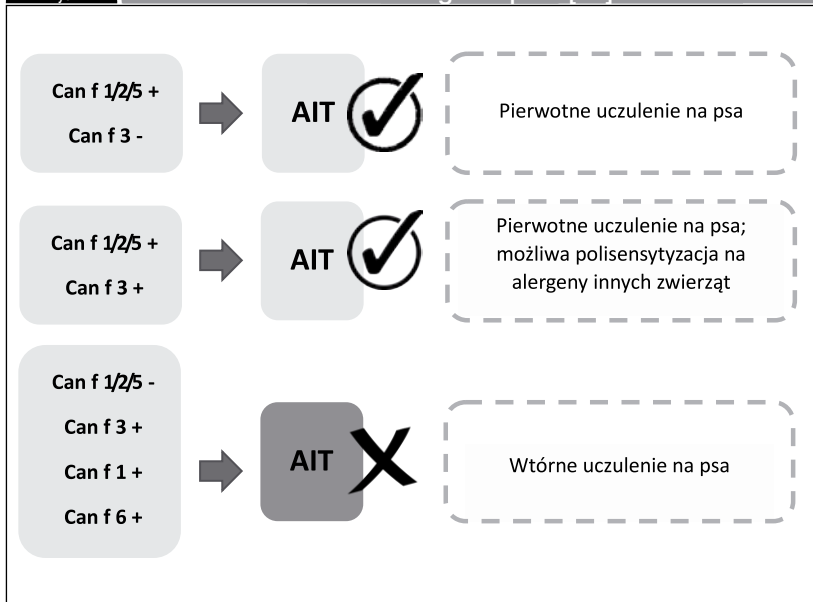 Can f 1/2/5 +
Can f 3 -
AIT
Pierwotne uczulenie na psa
Can f 1/2/5 +
Can f 3 +
AIT
Pierwotne uczulenie na psa;
możliwa polisensytyzacja na
alergeny innych zwierząt
Can f 1/2/5 -
Can f 3 +
Can f 1 +
Can f 6 +
AIT
Wtórne uczulenie na psa